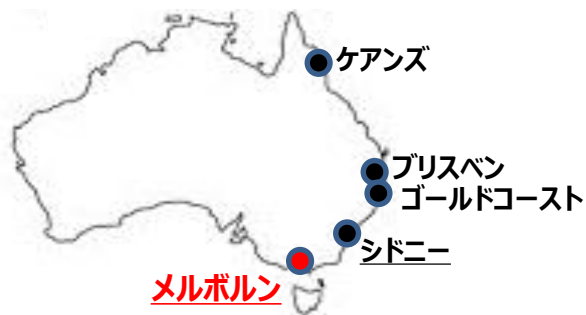 ケアンズ
ブリスベン
ゴールドコースト
シドニー
メルボルン